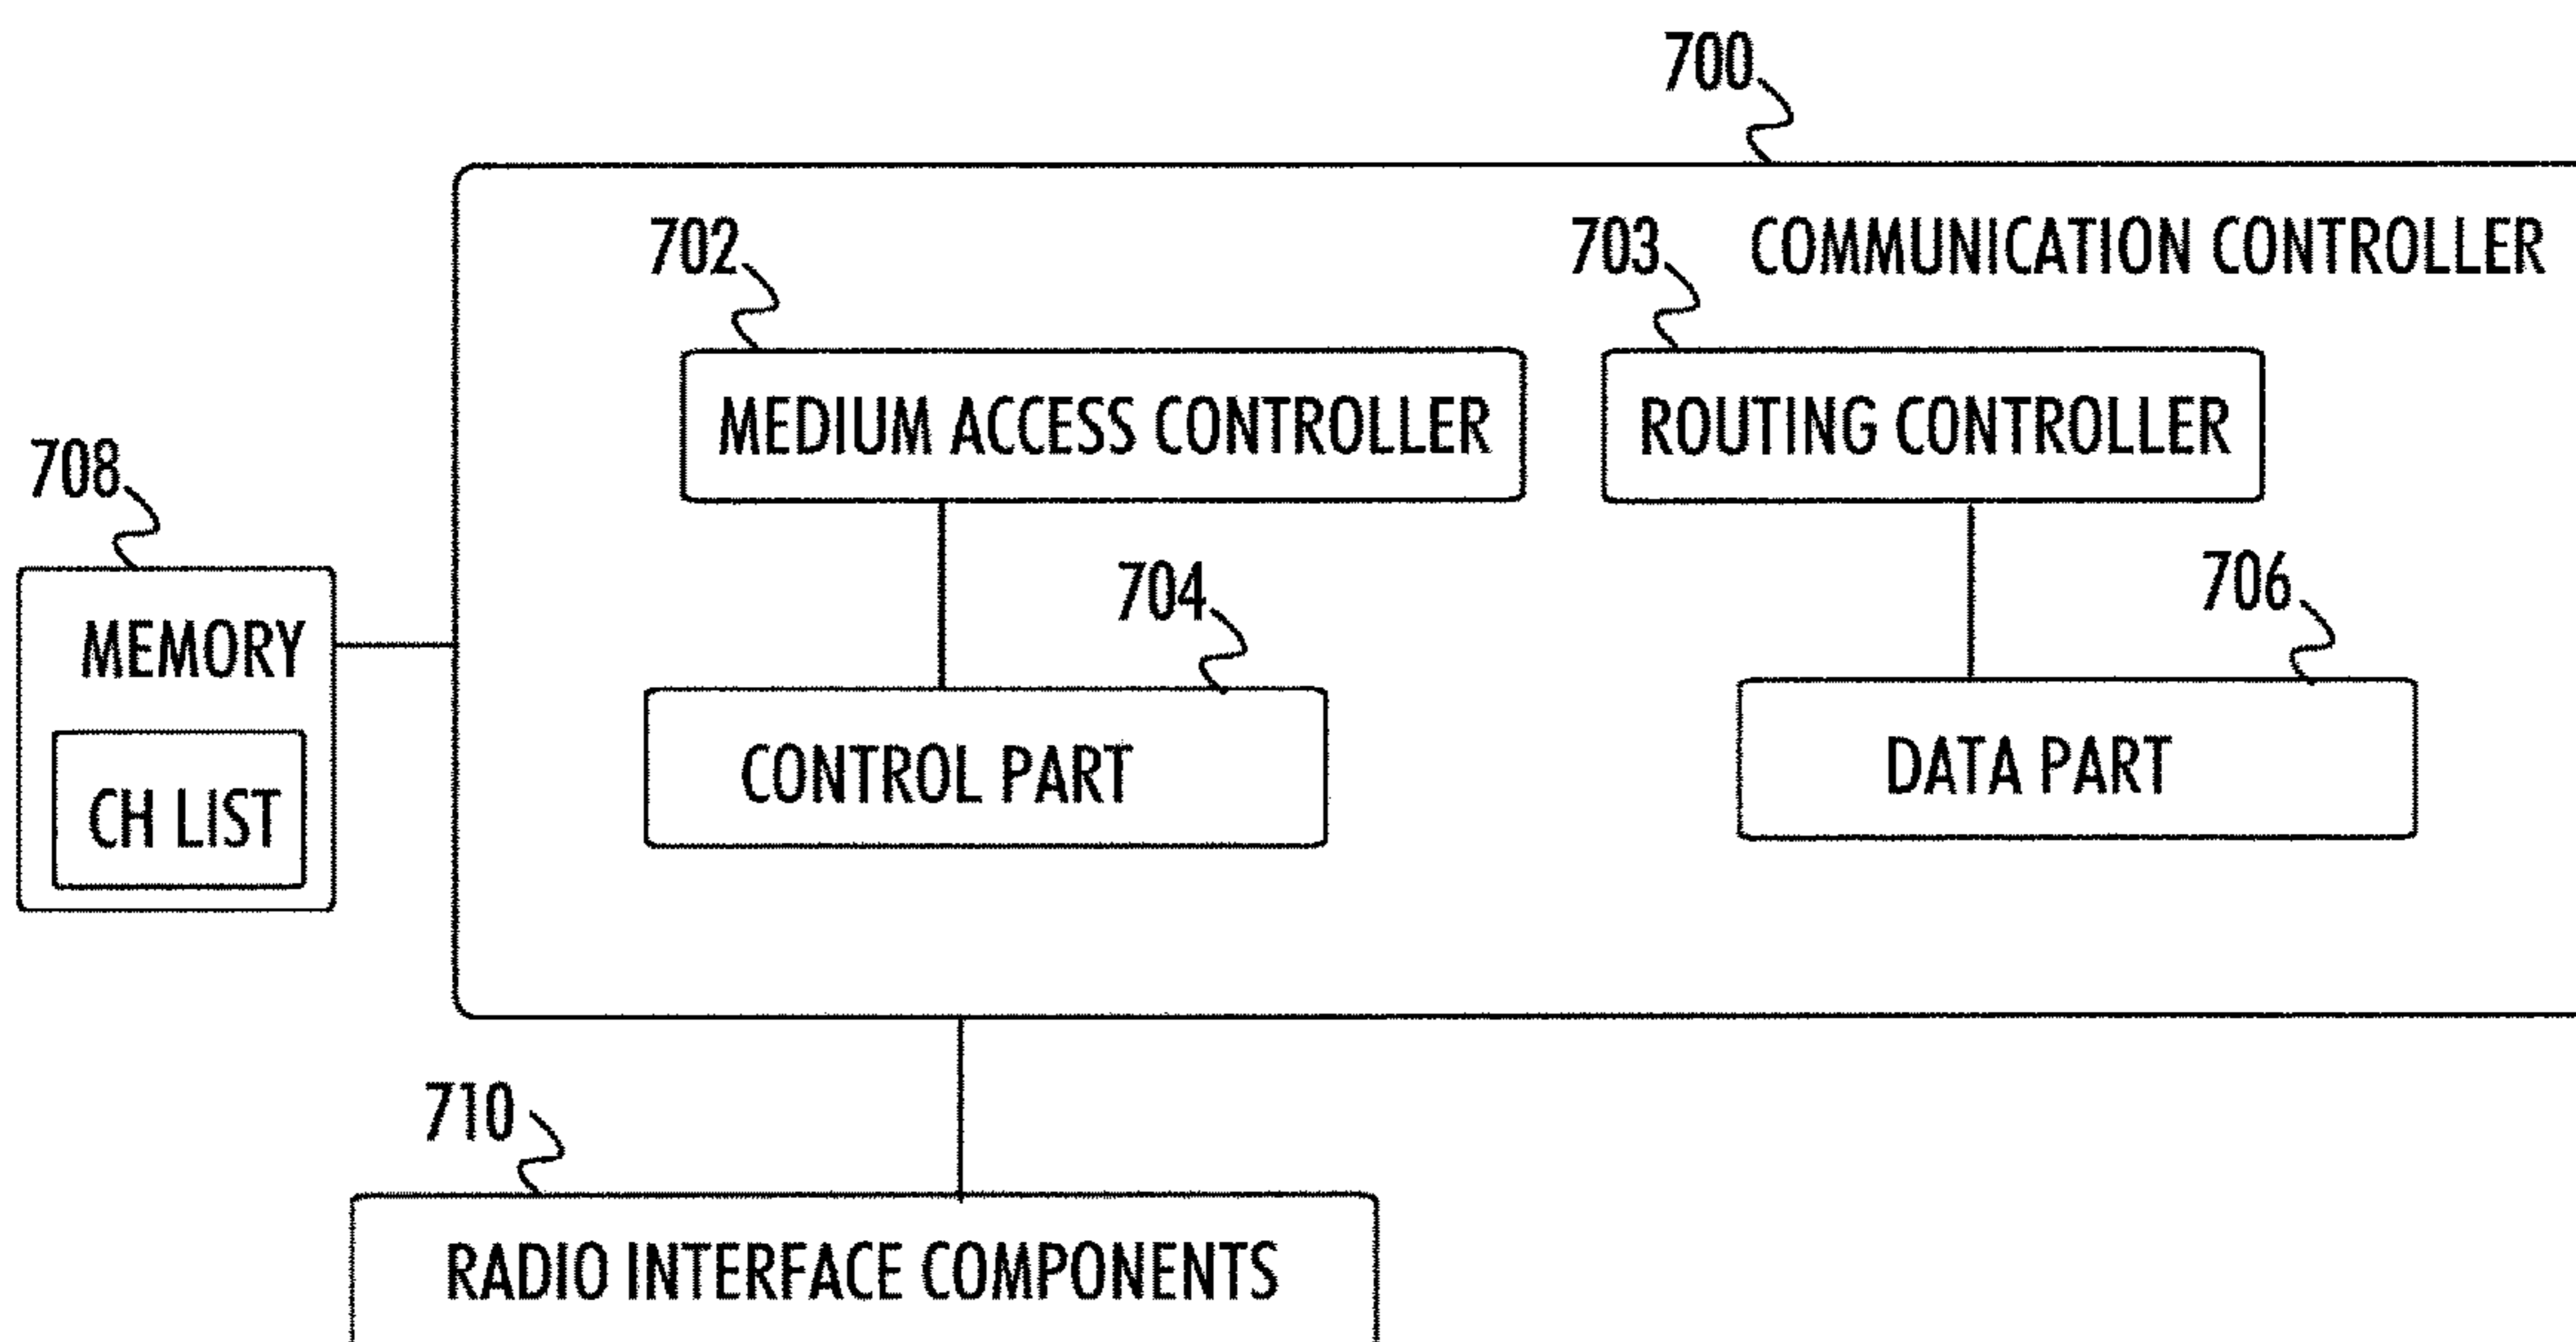 700
702
703
COMMUNICATION CONTROLLER
MEDIUM ACCESS CONTROLLER
ROUTING CONTROLLER
708
704
706
MEMORY
CONTROL PART
DATA PART
CH LIST
710
RADIO INTERFACE COMPONENTS